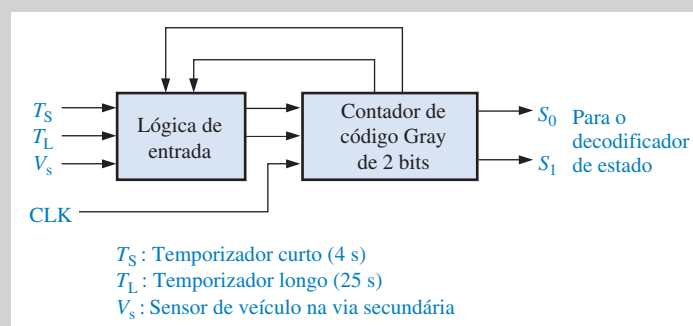 T_S
T_L
V_s
CLK
Lógica de
entrada
Contador de
código Gray
de 2 bits
S_0
S_1
Para o
decodificador
de estado
T_S : Temporizador curto (4 s)
T_L : Temporizador longo (25 s)
V_s : Sensor de veículo na via secundária